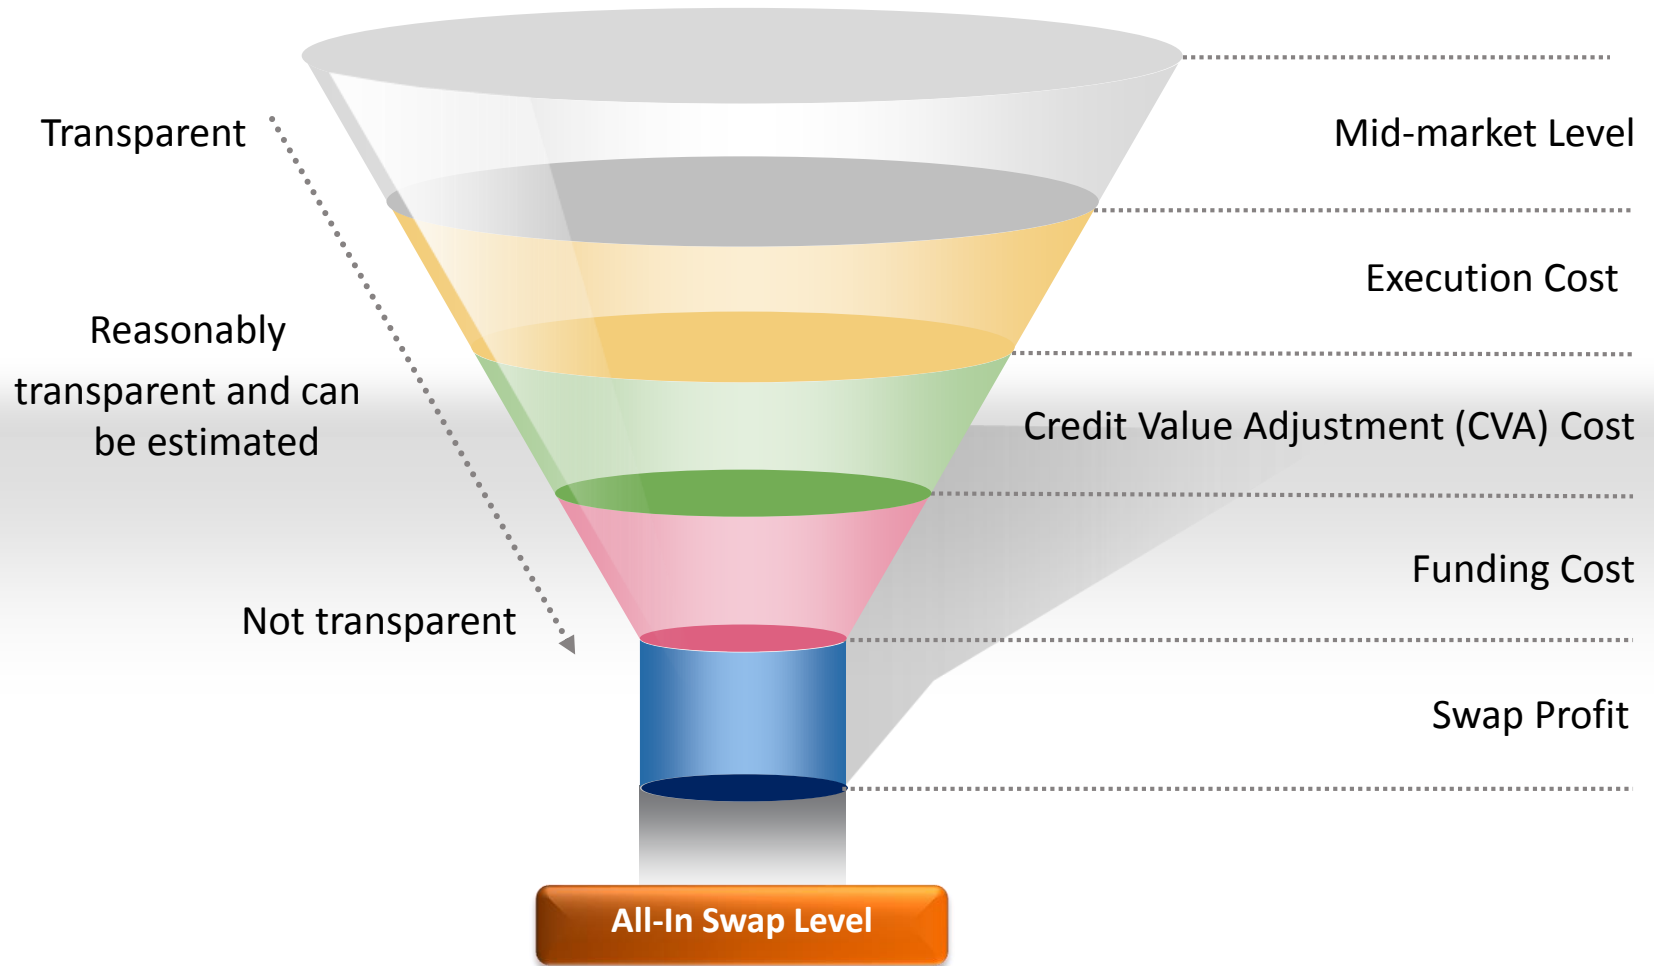 Transparent
Mid-market Level
Execution Cost
Reasonably
transparent and can
be estimated
Credit Value Adjustment (CVA) Cost
Funding Cost
Not transparent
Swap Profit
All-In Swap Level